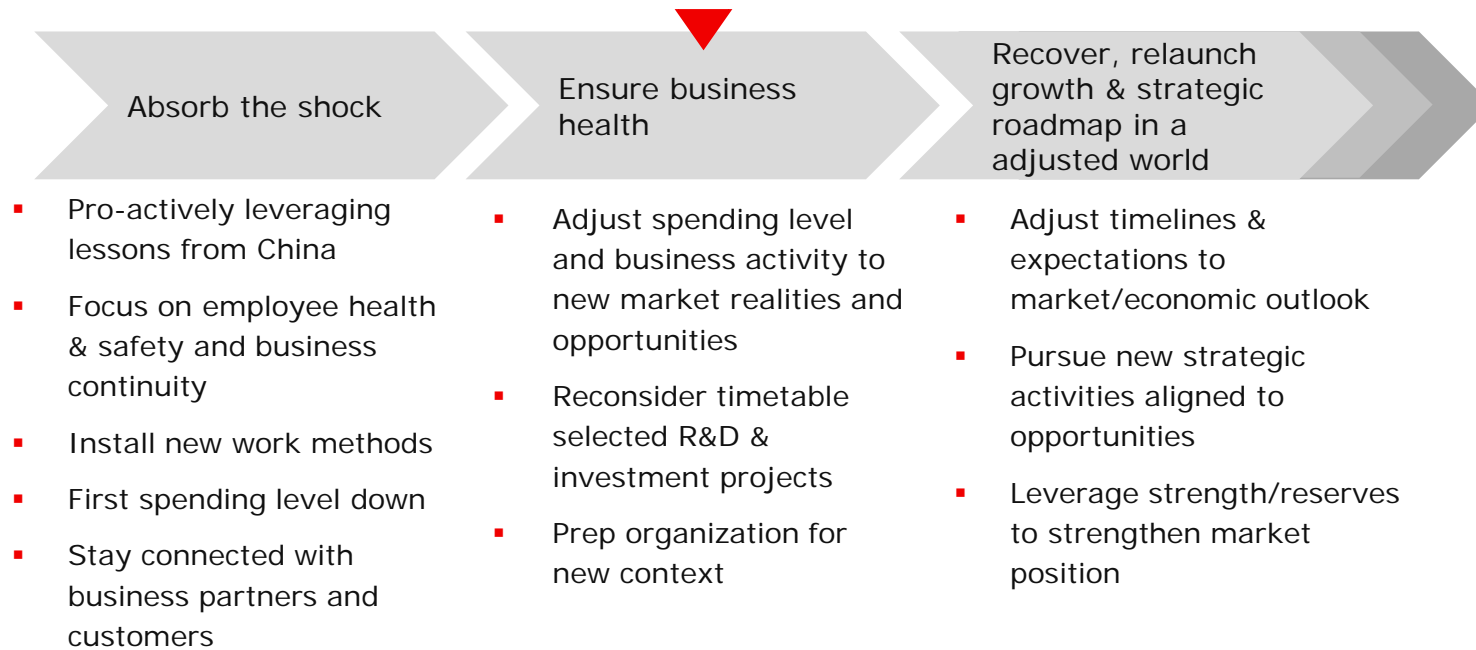 Absorb the shock
Pro-actively leveraging
lessons from China
Focus on employee health
& safety and business
continuity
Install new work methods
First spending level down
Stay connected with
business partners and
customers
Ensure business
health
Adjust spending level
and business activity to
new market realities and
opportunities
Reconsider timetable
selected R&D &
investment projects
Prep organization for
new context
Recover, relaunch
growth & strategic
roadmap in a
adjusted world
Adjust timelines &
expectations to
market/economic outlook
Pursue new strategic
activities aligned to
opportunities
Leverage strength/reserves
to strengthen market
position